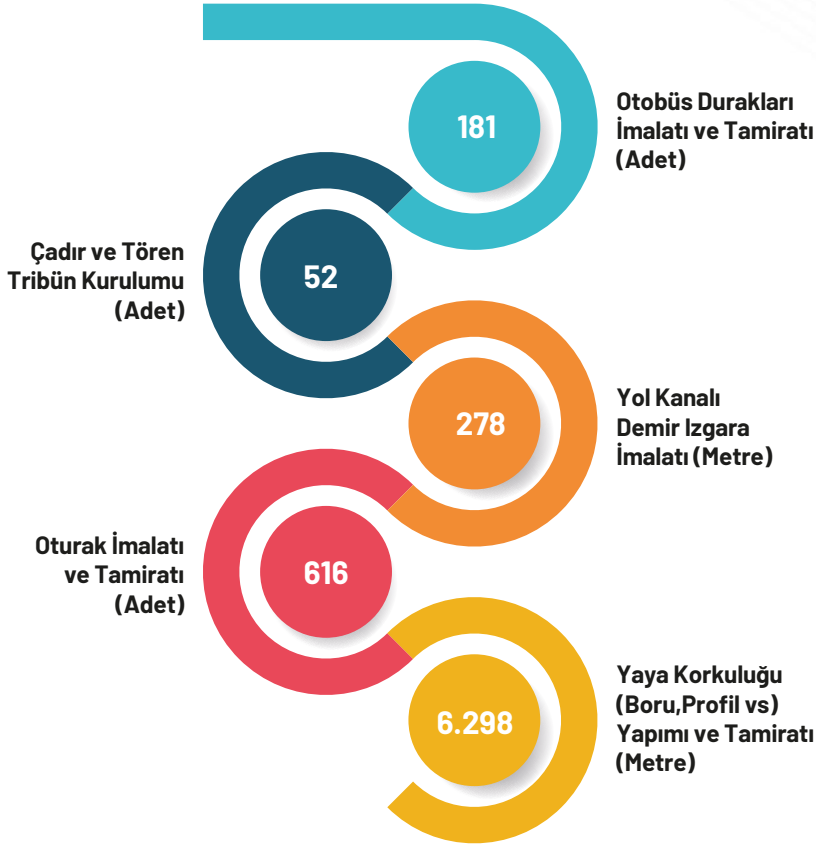 181
Otobüs Durakları
İmalatı ve Tamiratı
(Adet)
Çadır ve Tören
Tribün Kurulumu
(Adet)
52
278
Yol Kanalı
Demir Izgara
İmalatı (Metre)
Oturak İmalatı
ve Tamiratı
(Adet)
616
6.298
Yaya Korkuluğu
(Boru,Profil vs)
Yapımı ve Tamiratı
(Metre)